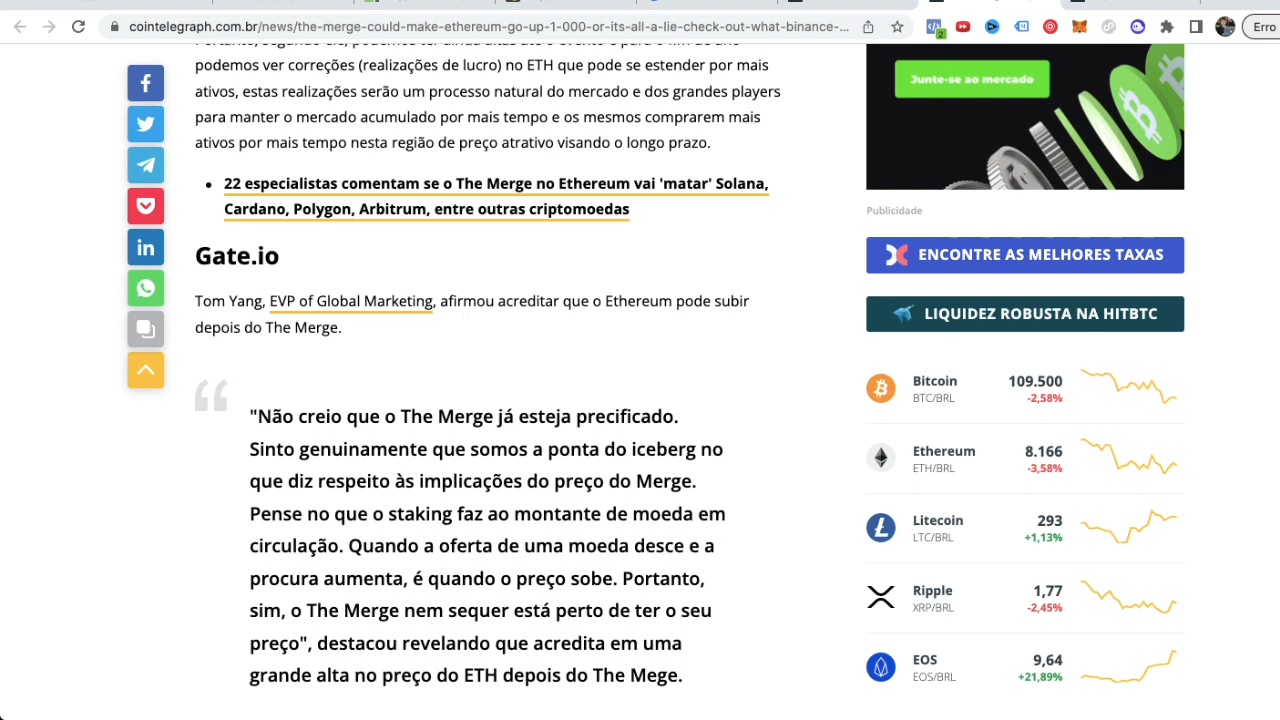 cointelegraph.com.br/news/the-merge-could-make-ethereum-go-up-1-000-or-its-all-a-lie-check-out-what-binance-...
2
Erro
podemos ver correções (realizações de lucro) no ETH que pode se estender por mais
ativos, estas realizações serão um processo natural do mercado e dos grandes players
para manter o mercado acumulado por mais tempo e os mesmos comprarem mais
ativos por mais tempo nesta região de preço atrativo visando o longo prazo.
22 especialistas comentam se o The Merge no Ethereum vai 'matar' Solana,
Cardano, Polygon, Arbitrum, entre outras criptomoedas
Gate.io
Tom Yang, EVP of Global Marketing, afirmou acreditar que o Ethereum pode subir
depois do The Merge.
"Não creio que o The Merge já esteja precificado.
Sinto genuinamente que somos a ponta do iceberg no
que diz respeito às implicações do preço do Merge.
Pense no que o staking faz ao montante de moeda em
circulação. Quando a oferta de uma moeda desce e a
procura aumenta, é quando o preço sobe. Portanto,
sim, o The Merge nem sequer está perto de ter o seu
preço", destacou revelando que acredita em uma
grande alta no preço do ETH depois do The Mege.
Junte-se ao mercado
Publicidade
ENCONTRE AS MELHORES TAXAS
LIQUIDEZ ROBUSTA NA HITBTC
Bitcoin 109.500
BTC/BRL -2,58%
Ethereum 8.166
ETH/BRL -3,58%
Litecoin 293
LTC/BRL +1,13%
Ripple 1,77
XRP/BRL -2,45%
EOS 9,64
EOS/BRL +21,89%